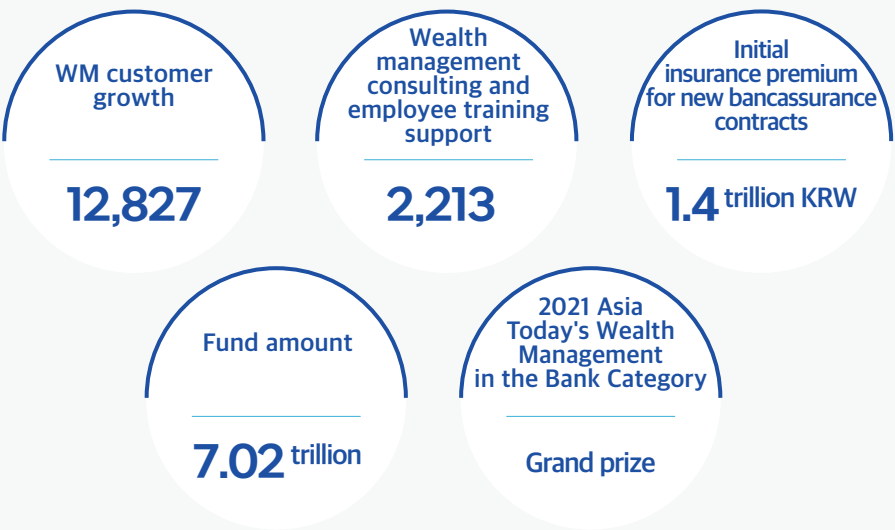 WM customer
growth
12,827
Wealth
management
consulting and
employee training
support
2,213
Initial
insurance premium
for new bancassurance
contracts
1.4 trillion KRW
Fund amount
7.02 trillion
2021 Asia
Today's Wealth
Management
in the Bank Category
Grand prize